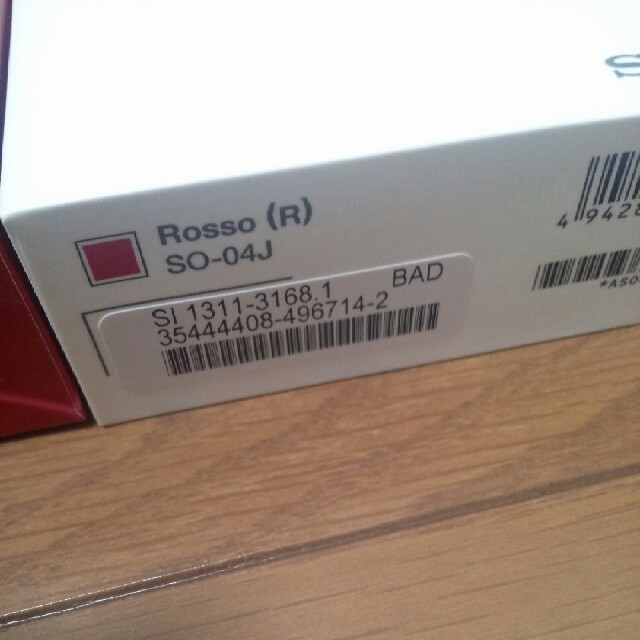 Rosso (R)
SO-04J
SI 1311-3168.1 BAD
35444408-496714-2